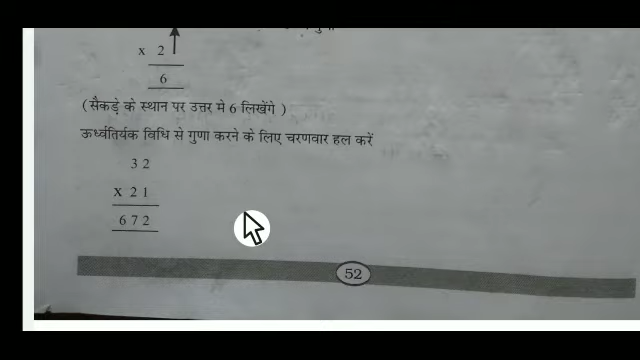 x 2
6
(सैकड़े के स्थान पर उत्तर मे 6 लिखेंगे )
ऊर्ध्वतिर्यक विधि से गुणा करने के लिए चरणवार हल करें
3 2
x 2 1
6 7 2
52